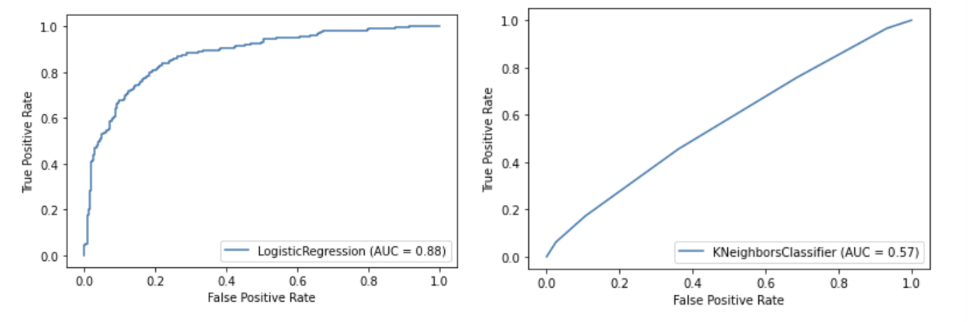 1.0
0.8
0.6
0.4
0.2
0.0
True Positive Rate
LogisticRegression (AUC = 0.88)
0.0 0.2 0.4 0.6 0.8 1.0
False Positive Rate
1.0
0.8
0.6
0.4
0.2
0.0
True Positive Rate
KNeighborsClassifier (AUC = 0.57)
0.0 0.2 0.4 0.6 0.8 1.0
False Positive Rate